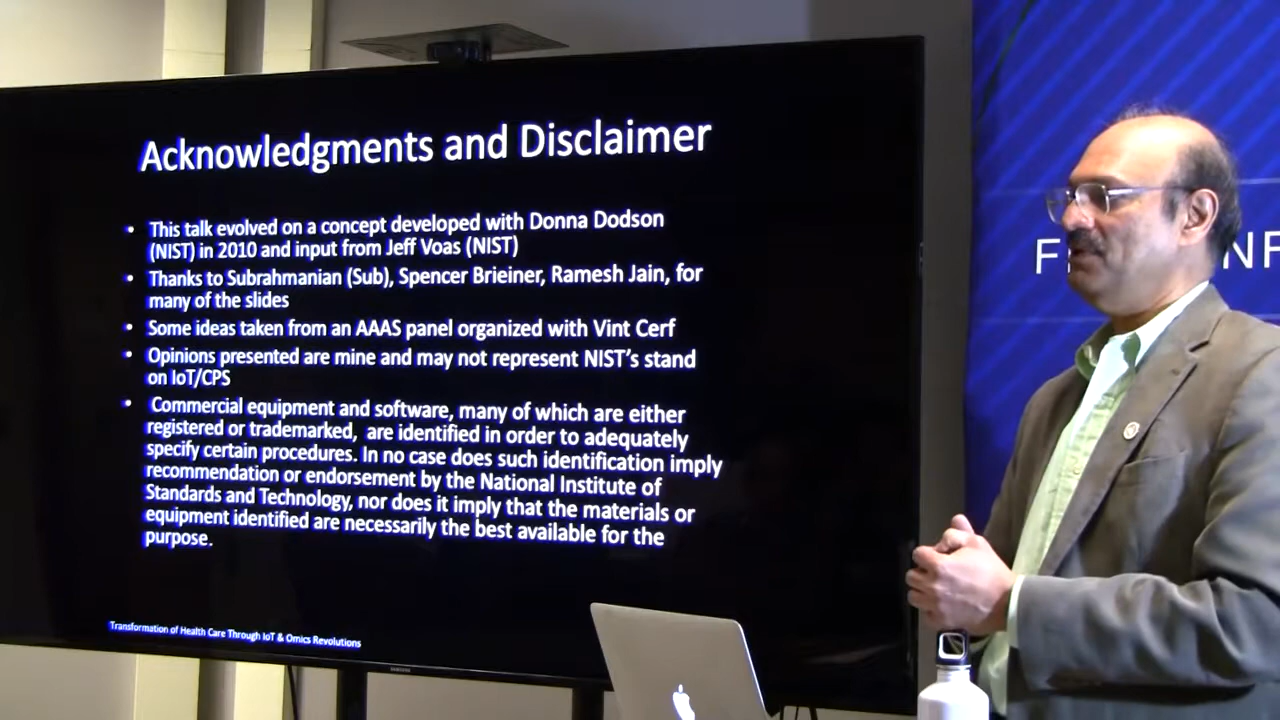 Acknowledgments and Disclaimer
• This talk evolved on a concept developed with Donna Dodson
(NIST) in 2010 and input from Jeff Voas (NIST)
• Thanks to Subrahmanian (Sub), Spencer Brieiner, Ramesh Jain, for
many of the slides
• Some ideas taken from an AAAS panel organized with Vint Cerf
• Opinions presented are mine and may not represent NIST's stand
on IoT/CPS
• Commercial equipment and software, many of which are either
registered or trademarked, are identified in order to adequately
specify certain procedures. In no case does such identification imply
recommendation or endorsement by the National Institute of
Standards and Technology, nor does it imply that the materials or
equipment identified are necessarily the best available for the
purpose.
Transformation of Health Care Through IoT & Omics Revolutions
SAMSUNG